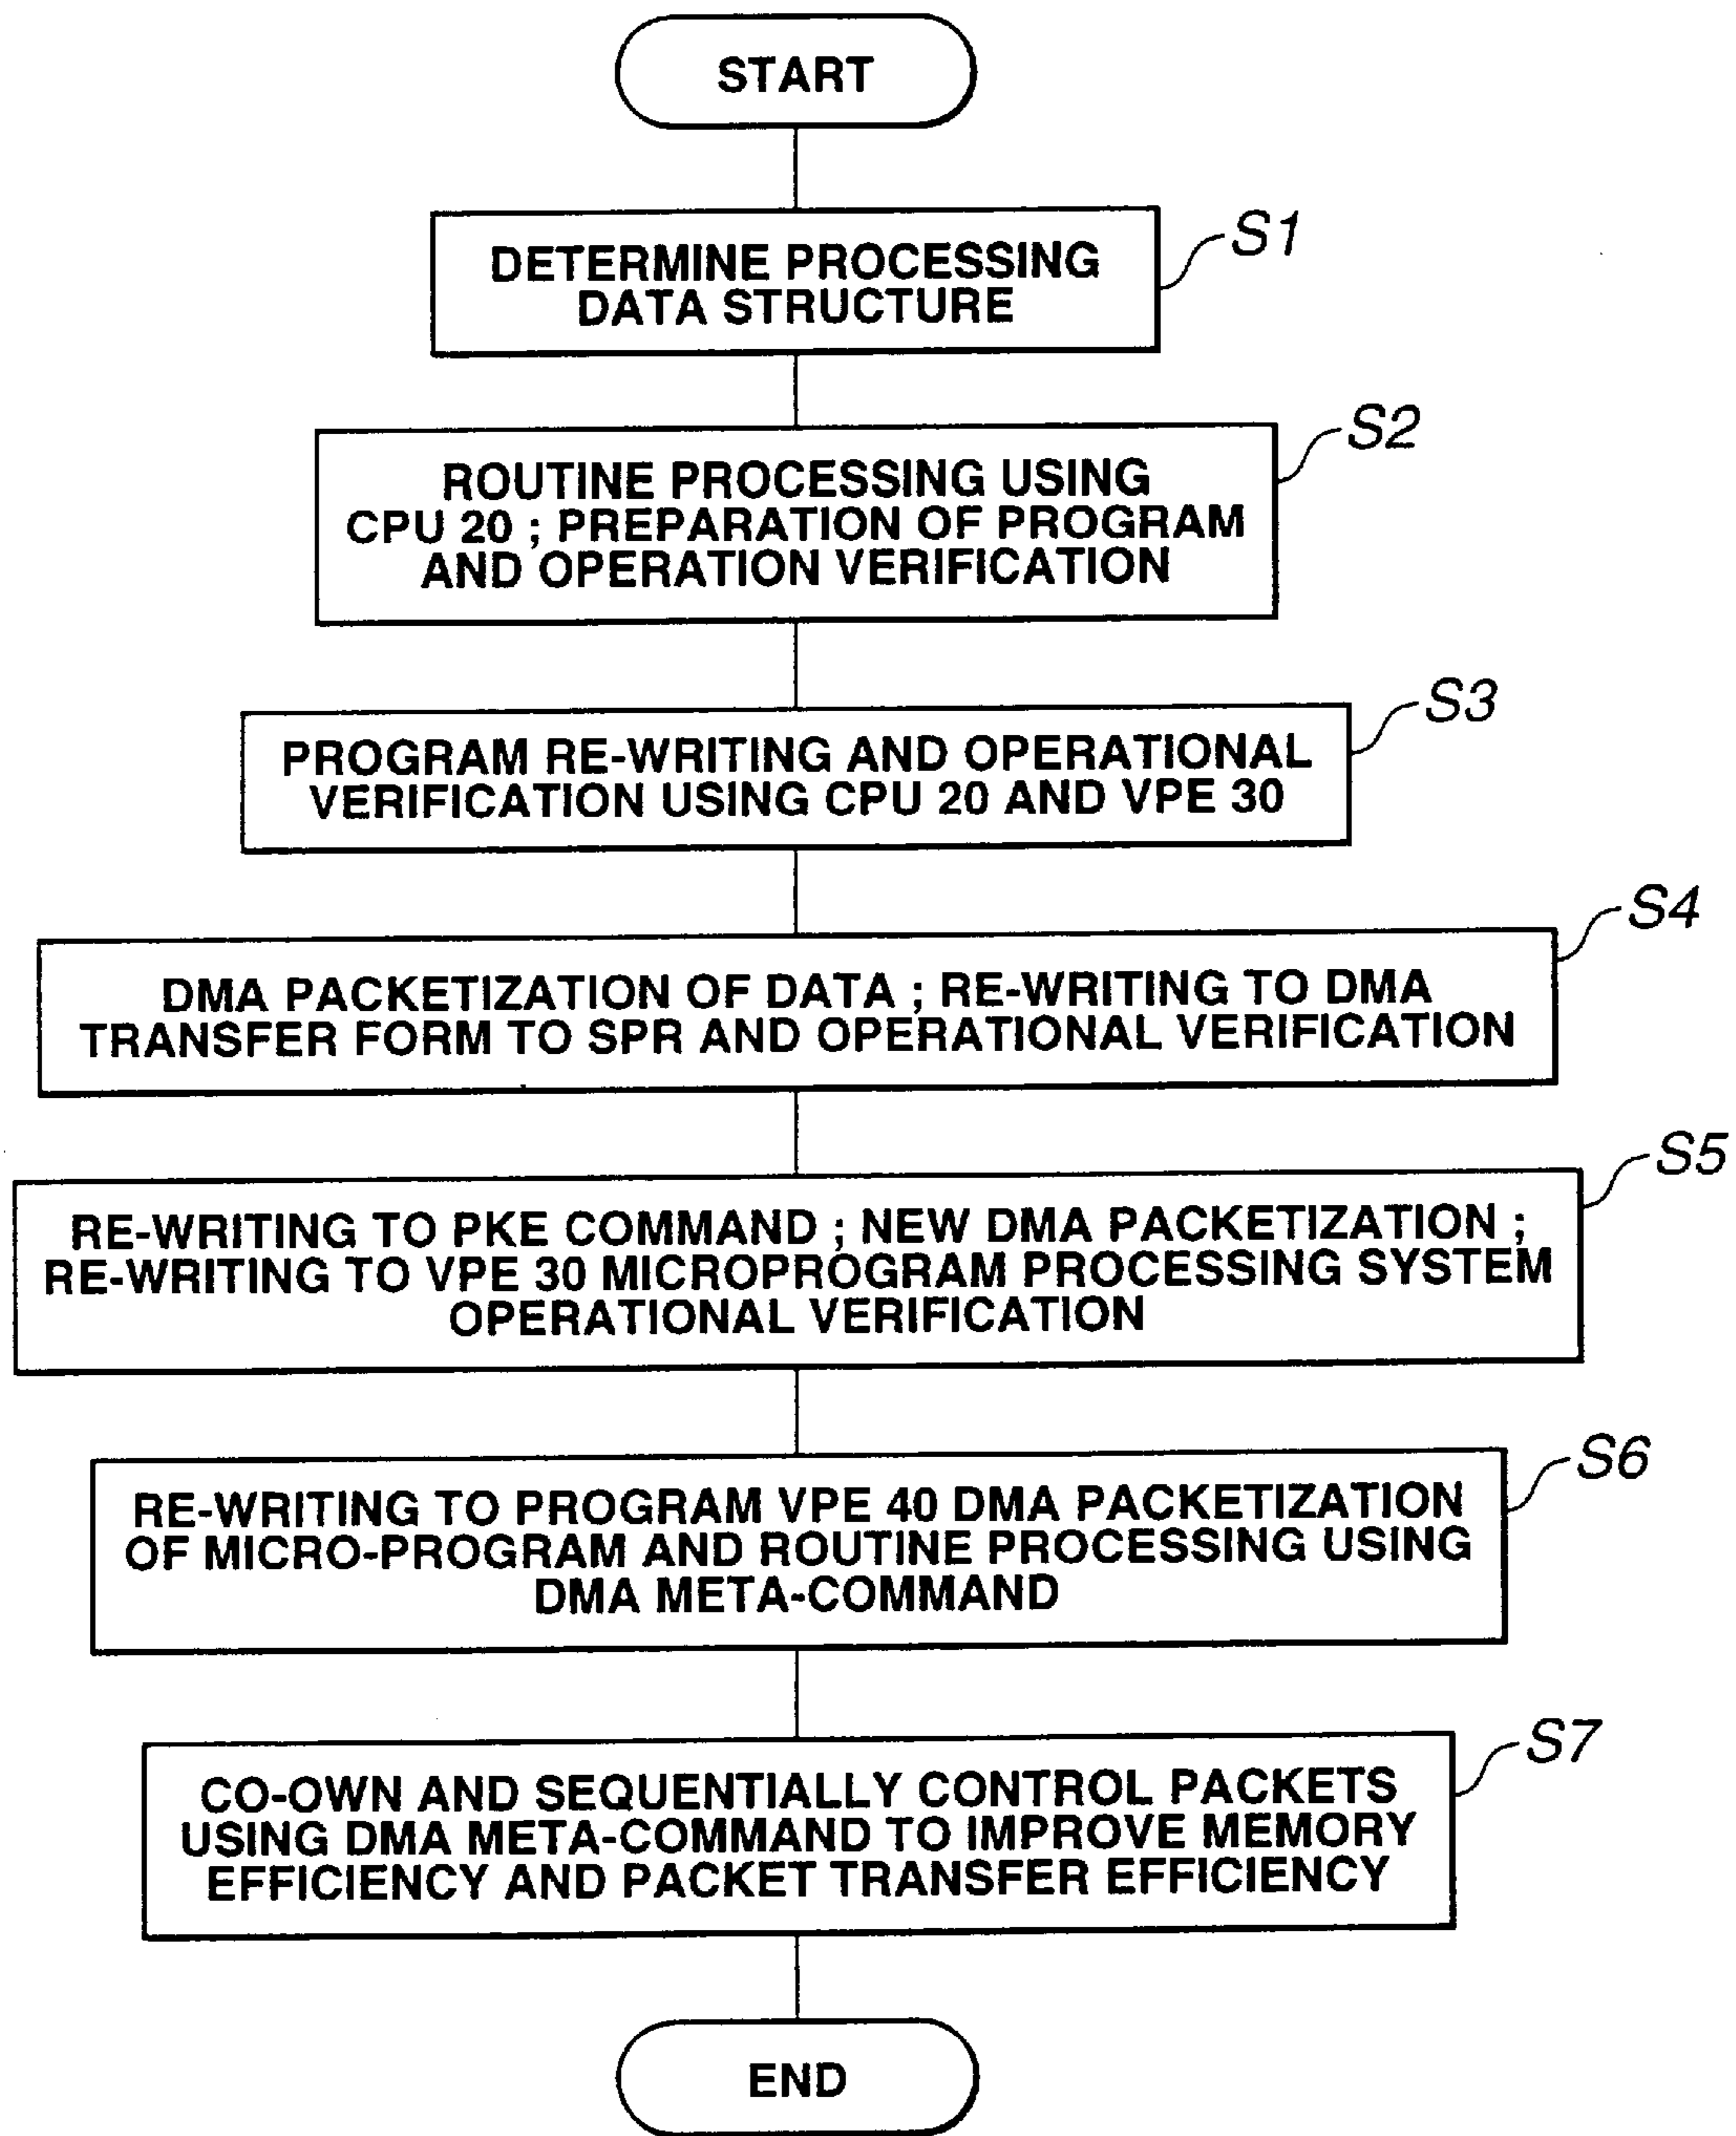 START
S1
DETERMINE PROCESSING
DATA STRUCTURE
S2
ROUTINE PROCESSING USING
CPU 20 ; PREPARATION OF PROGRAM
AND OPERATION VERIFICATION
S3
PROGRAM RE-WRITING AND OPERATIONAL
VERIFICATION USING CPU 20 AND VPE 30
S4
DMA PACKETIZATION OF DATA ; RE-WRITING TO DMA
TRANSFER FORM TO SPR AND OPERATIONAL VERIFICATION
S5
RE-WRITING TO PKE COMMAND ; NEW DMA PACKETIZATION ;
RE-WRITING TO VPE 30 MICROPROGRAM PROCESSING SYSTEM
OPERATIONAL VERIFICATION
S6
RE-WRITING TO PROGRAM VPE 40 DMA PACKETIZATION
OF MICRO-PROGRAM AND ROUTINE PROCESSING USING
DMA META-COMMAND
S7
CO-OWN AND SEQUENTIALLY CONTROL PACKETS
USING DMA META-COMMAND TO IMPROVE MEMORY
EFFICIENCY AND PACKET TRANSFER EFFICIENCY
END